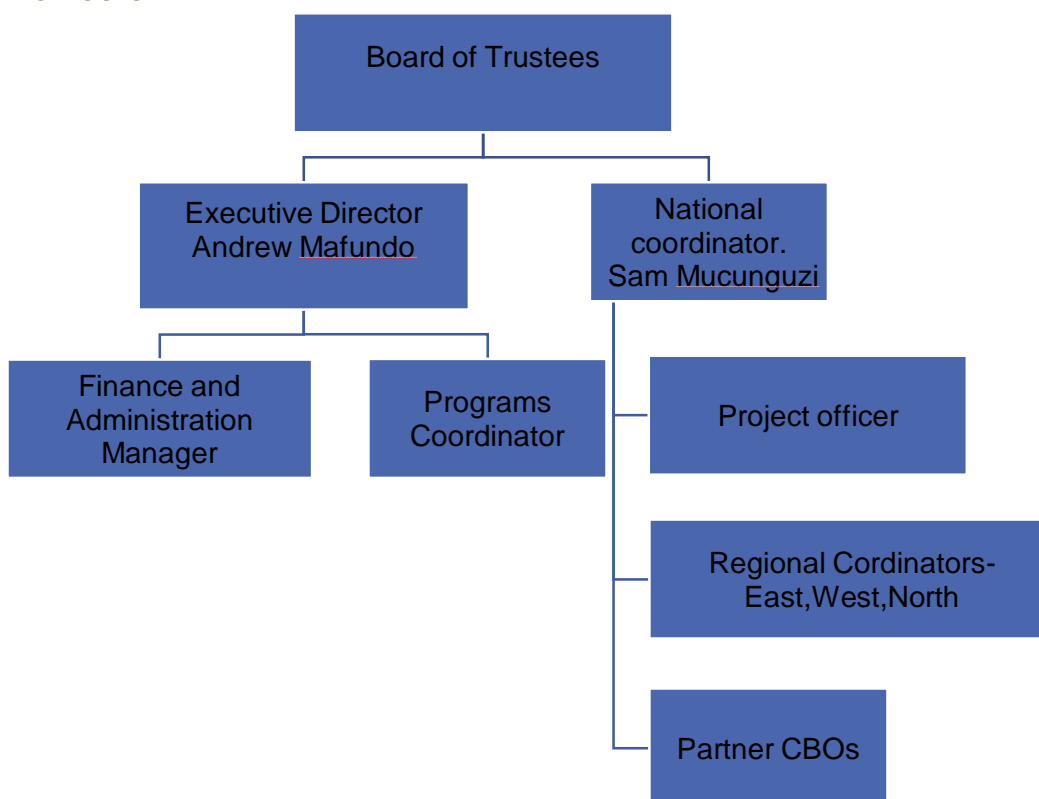 Board of Trustees
Executive Director
Andrew Mafundo
National
coordinator.
Sam Mucunguzi
Finance and
Administration
Manager
Programs
Coordinator
Project officer
Regional Cordinators-
East,West,North
Partner CBOs